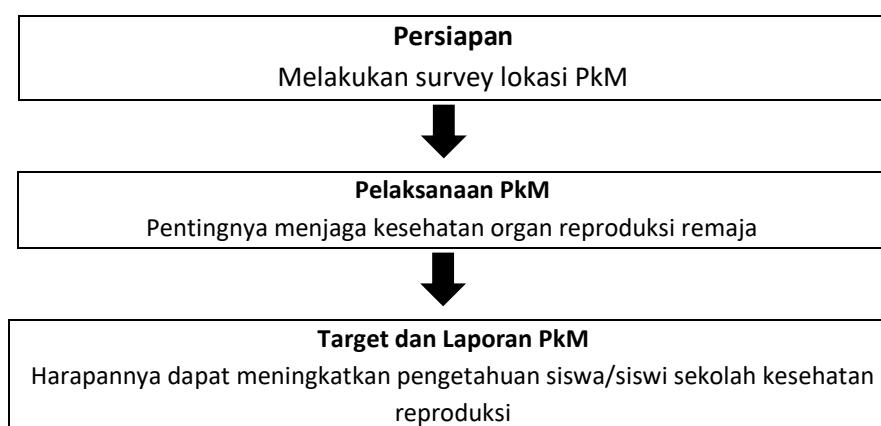 Persiapan
Melakukan survey lokasi PkM
Pelaksanaan PkM
Pentingnya menjaga kesehatan organ reproduksi remaja
Target dan Laporan PkM
Harapannya dapat meningkatkan pengetahuan siswa/siswi sekolah kesehatan
reproduksi